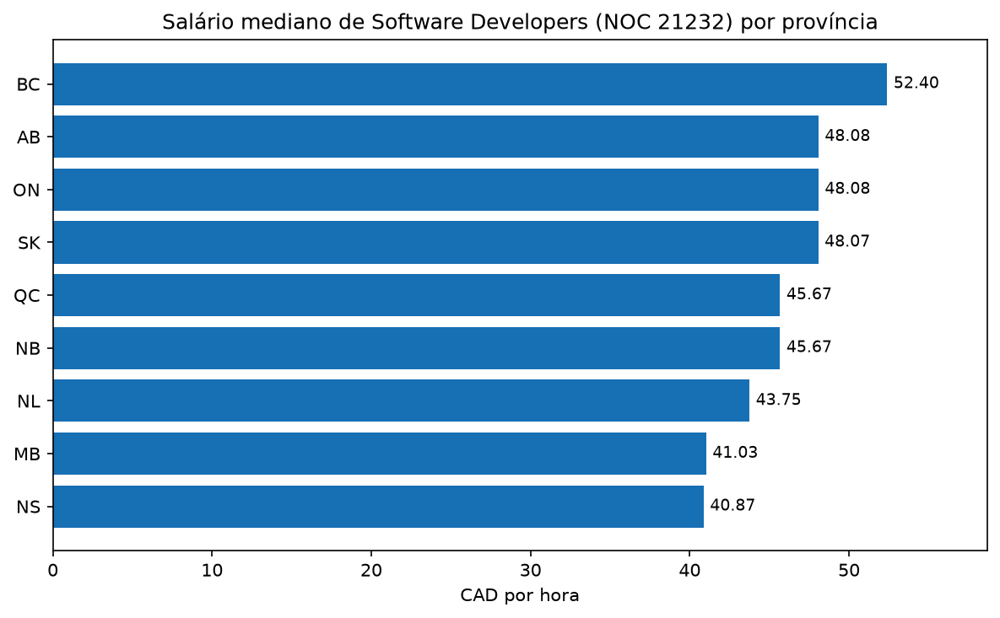 Salário mediano de Software Developers (NOC 21232) por província
BC 52.40
AB 48.08
ON 48.08
SK 48.07
QC 45.67
NB 45.67
NL 43.75
MB 41.03
NS 40.87
0 10 20 30 40 50
CAD por hora